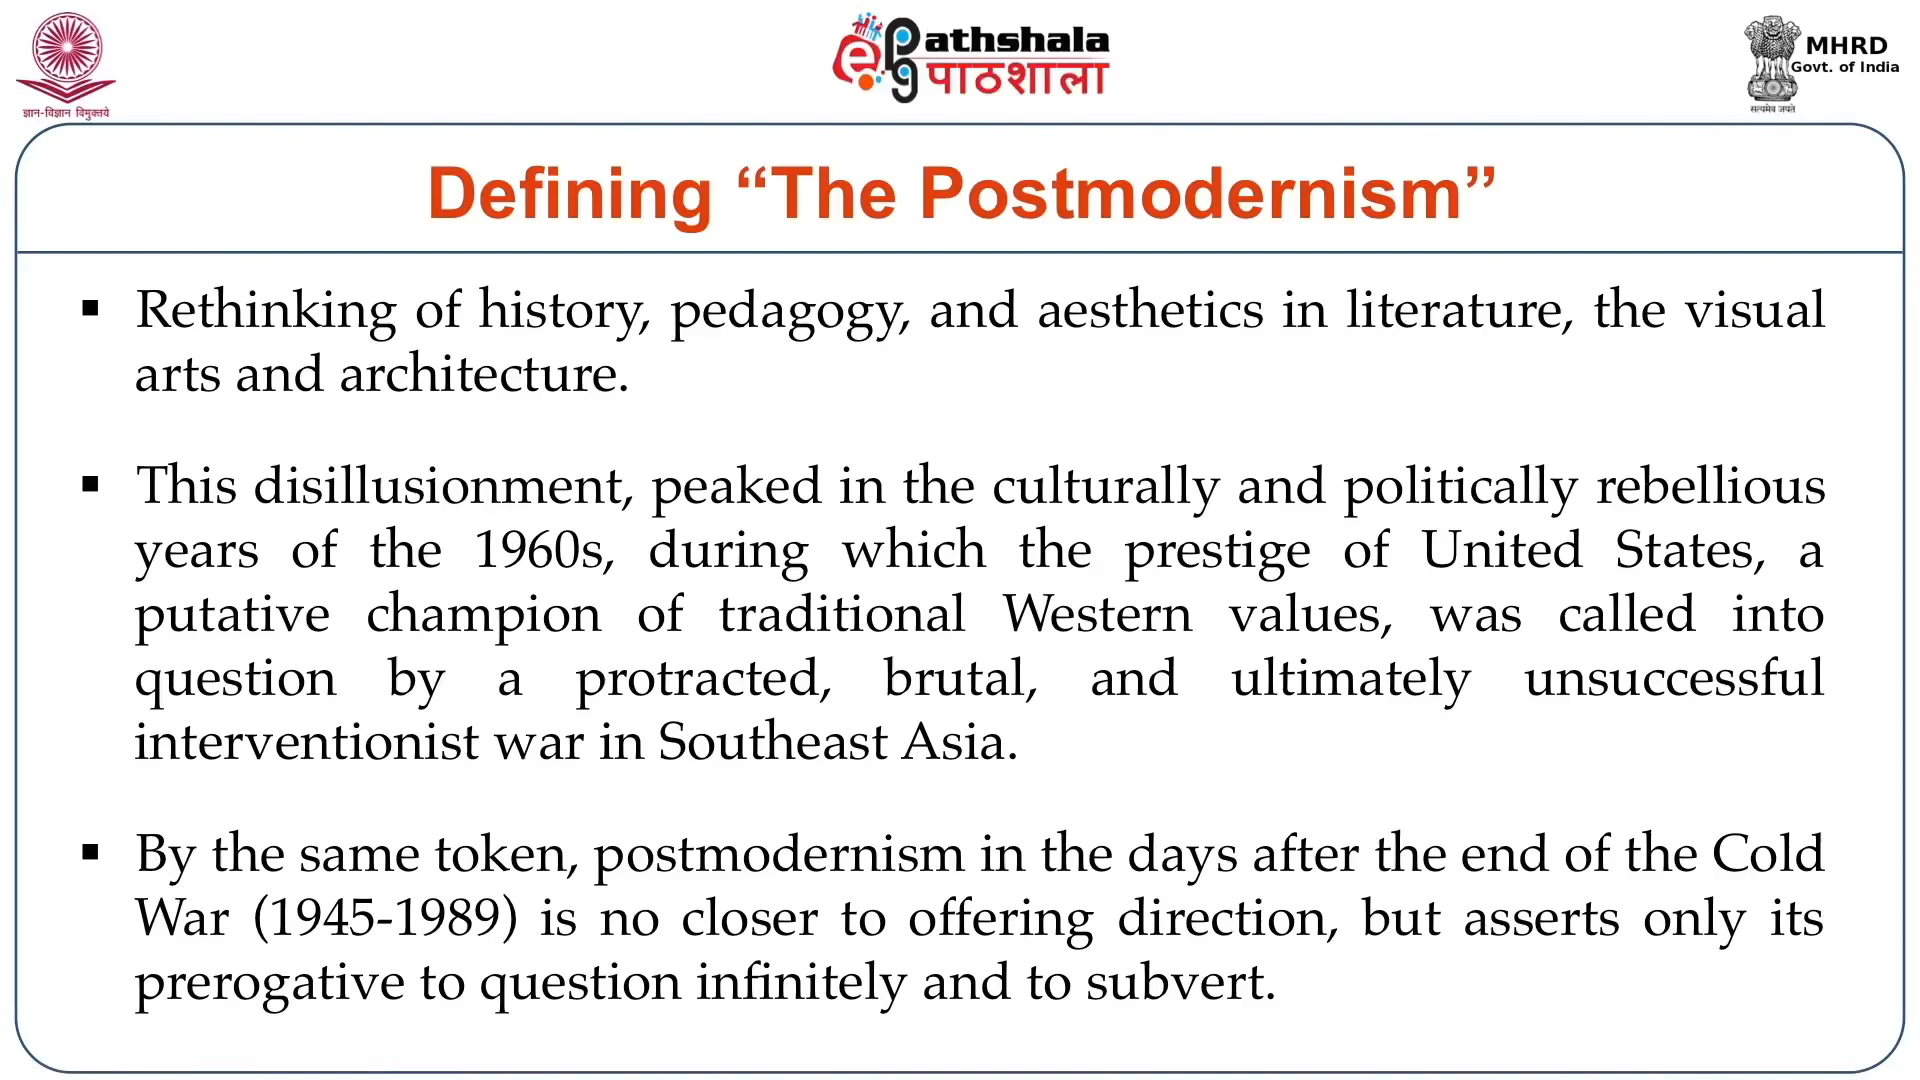 ज्ञान-विज्ञान विमुक्तये
ePathshala
पाठशाला
MHRD
Govt. of India
सत्यमेव जयते
Defining “The Postmodernism”
▪ Rethinking of history, pedagogy, and aesthetics in literature, the visual
arts and architecture.
▪ This disillusionment, peaked in the culturally and politically rebellious
years of the 1960s, during which the prestige of United States, a
putative champion of traditional Western values, was called into
question by a protracted, brutal, and ultimately unsuccessful
interventionist war in Southeast Asia.
▪ By the same token, postmodernism in the days after the end of the Cold
War (1945-1989) is no closer to offering direction, but asserts only its
prerogative to question infinitely and to subvert.